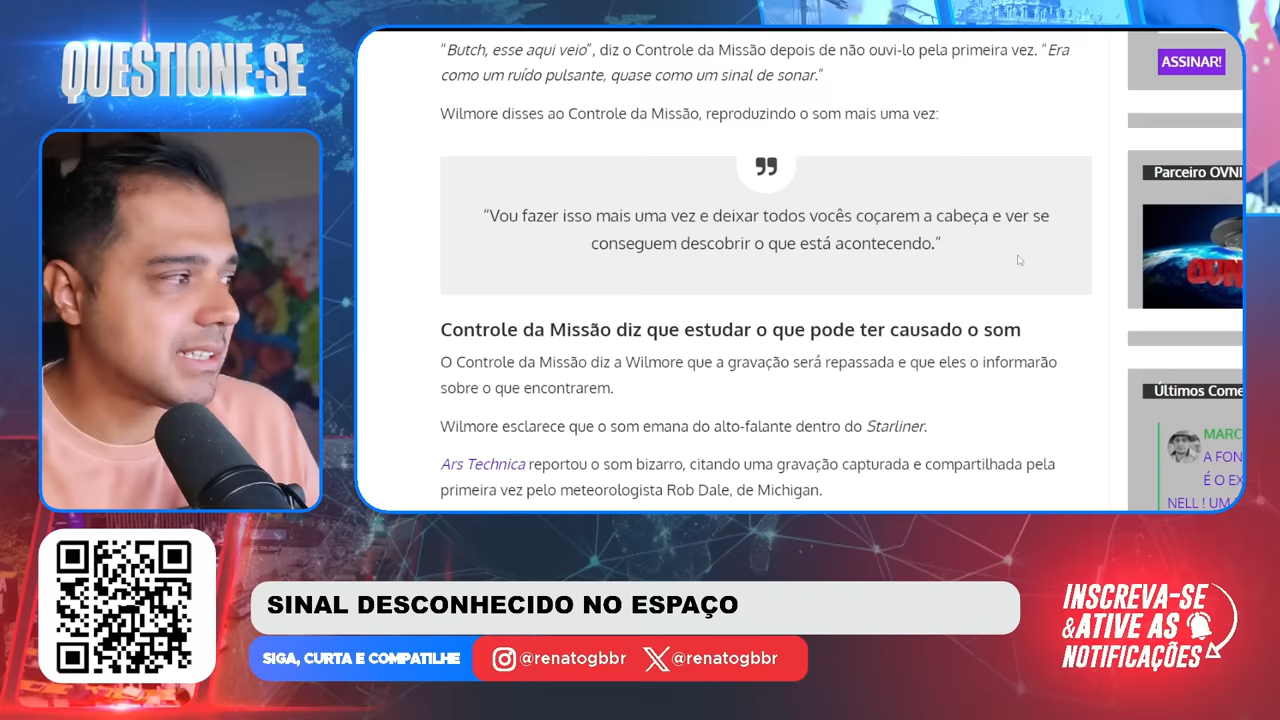 QUESTIONE-SE
“Butch, esse aqui veio”, diz o Controle da Missão depois de não ouvi-lo pela primeira vez. “Era
como um ruído pulsante, quase como um sinal de sonar.”
Wilmore disses ao Controle da Missão, reproduzindo o som mais uma vez:
“Vou fazer isso mais uma vez e deixar todos vocês coçarem a cabeça e ver se
conseguem descobrir o que está acontecendo.”
Controle da Missão diz que estudar o que pode ter causado o som
O Controle da Missão diz a Wilmore que a gravação será repassada e que eles o informarão
sobre o que encontrarem.
Wilmore esclarece que o som emana do alto-falante dentro do Starliner.
Ars Technica reportou o som bizarro, citando uma gravação capturada e compartilhada pela
primeira vez pelo meteorologista Rob Dale, de Michigan.
ASSINAR!
Parceiro OVNI
OVN
Últimos Come
MARC
A FON
É O EX
NELL ! UM
SINAL DESCONHECIDO NO ESPAÇO
SIGA, CURTA E COMPATILHE
@renatogbbr
@renatogbbr
INSCREVA-SE
&ATIVE AS
NOTIFICAÇÕES